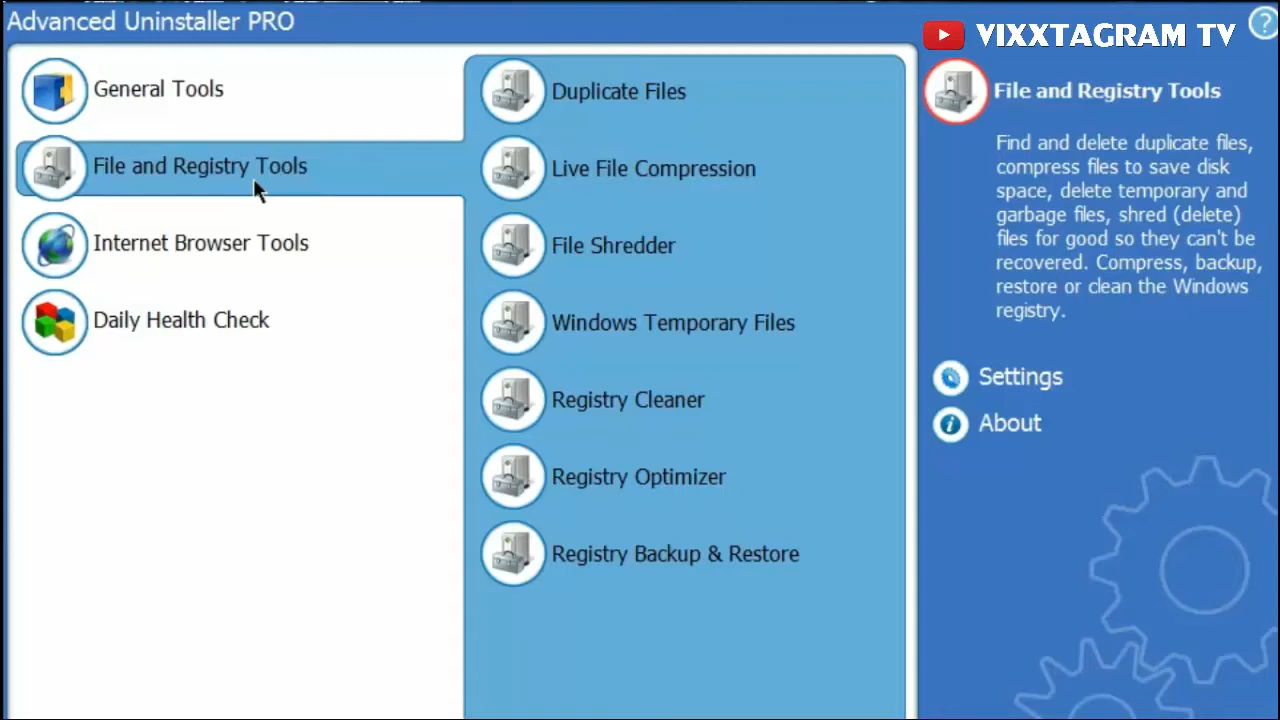 Advanced Uninstaller PRO
VIXXTAGRAM TV
?
General Tools
File and Registry Tools
Internet Browser Tools
Daily Health Check
Duplicate Files
Live File Compression
File Shredder
Windows Temporary Files
Registry Cleaner
Registry Optimizer
Registry Backup & Restore
File and Registry Tools
Find and delete duplicate files,
compress files to save disk
space, delete temporary and
garbage files, shred (delete)
files for good so they can't be
recovered. Compress, backup,
restore or clean the Windows
registry.
Settings
About